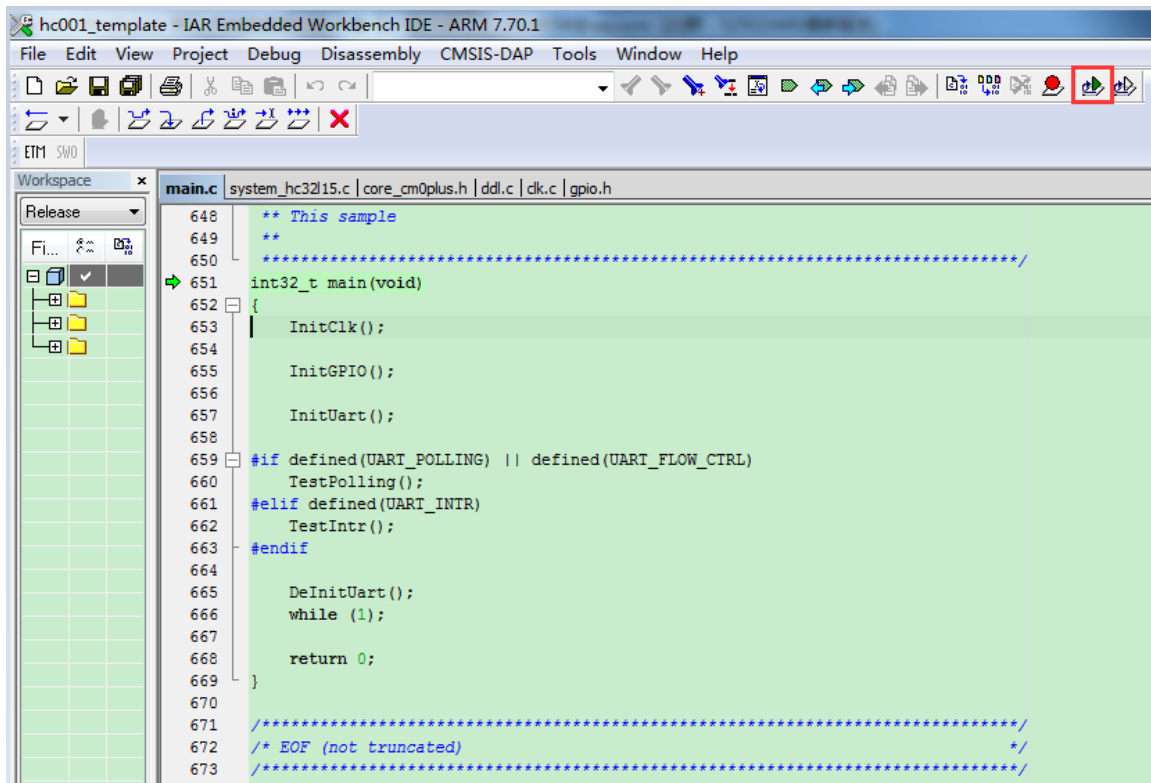 hc001_template - IAR Embedded Workbench IDE - ARM 7.70.1
File Edit View Project Debug Disassembly CMSIS-DAP Tools Window Help
ETM SWO
Workspace x
main.c system_hc32l15.c core_cm0plus.h ddl.c clk.c gpio.h
Release
Fi...
648 ** This sample
649 **
650 ******************************************************************************/
651 int32_t main(void)
652 {
653 InitClk();
654
655 InitGPIO();
656
657 InitUart();
658
659 #if defined(UART_POLLING) || defined(UART_FLOW_CTRL)
660 TestPolling();
661 #elif defined(UART_INTR)
662 TestIntr();
663 #endif
664
665 DeInitUart();
666 while (1);
667
668 return 0;
669 }
670
671 /*****************************************************************************/
672 /* EOF (not truncated) */
673 /*****************************************************************************/